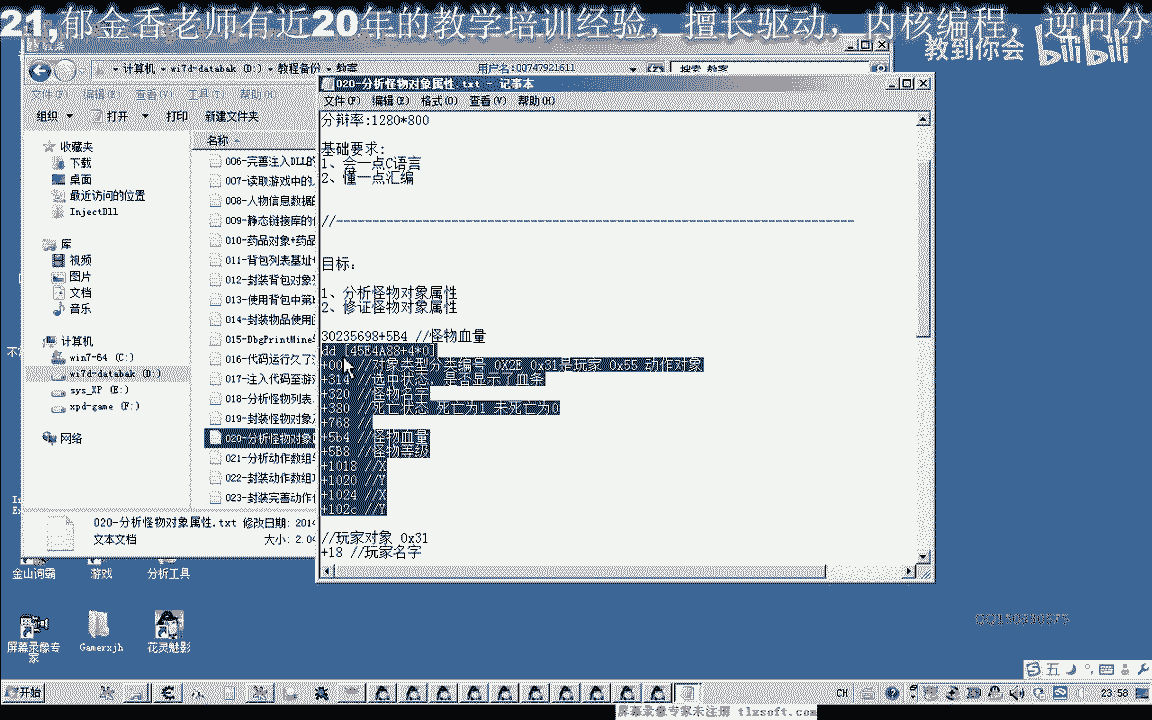 21,郁金香老师有近20年的教学培训经验，擅长驱动，内核编程，逆向分
教到你会 bilibili
计算机 wi7d-databak (D:) 教程备份 教案
用户名:00747921611
搜索 教案
文件(F) 编辑(E) 查看(V) 工具(T) 帮助(H)
组织 打开 打印 新建文件夹
收藏夹
下载
桌面
最近访问的位置
InjectDll
库
视频
图片
文档
音乐
计算机
win7-64 (C:)
wi7d-databak (D:)
sys_XP (E:)
xpd-game (F:)
网络
名称
006-完善注入DLL的
007-读取游戏中的
008-人物信息数据
009-静态链接库的
010-药品对象+药品
011-背包列表基址
012-封装背包对象
013-使用背包中第
014-封装物品使用
015-DbgPrintMine
016-代码运行久了
017-注入代码至游
018-分析怪物列表
019-封装怪物对象
020-分析怪物对象
021-分析动作数组
022-封装动作数组
023-封装完善动作
020-分析怪物对象属性.txt 修改日期: 2014
文本文档 大小: 2.0
020-分析怪物对象属性.txt - 记事本
文件(F) 编辑(E) 格式(O) 查看(V) 帮助(H)
分辩率:1280*800
基础要求:
1、会一点C语言
2、懂一点汇编
目标:
1、分析怪物对象属性
2、修证怪物对象属性
30235698+5B4 //怪物血量
dd [45E4A88+4*0]
+00 //对象类型分类编号 0X2E 0x31是玩家 0x55 动作对象
+314 //选中状态，是否显示了血条
+320 //怪物名字
+380 //死亡状态 死亡为1 未死亡为0
+768 //
+5b4 //怪物血量
+5B8 //怪物等级
+1018 //X
+1020 //Y
+1024 //X
+102c //Y
//玩家对象 0x31
+18 //玩家名字
金山词霸
游戏
分析工具
屏幕录像专家
Gamerxjh
花灵魅影
五
开始
CH
23:58
屏幕录像专家未注册 tlxsoft.com